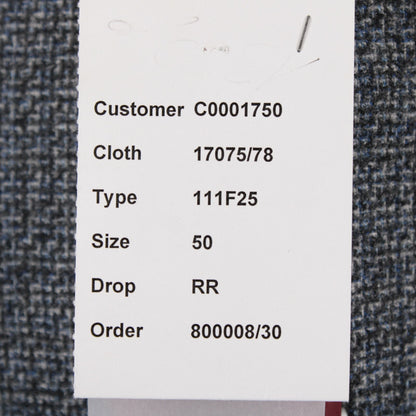 Customer C0001750
Cloth 17075/78
Type 111F25
Size 50
Drop RR
Order 800008/30